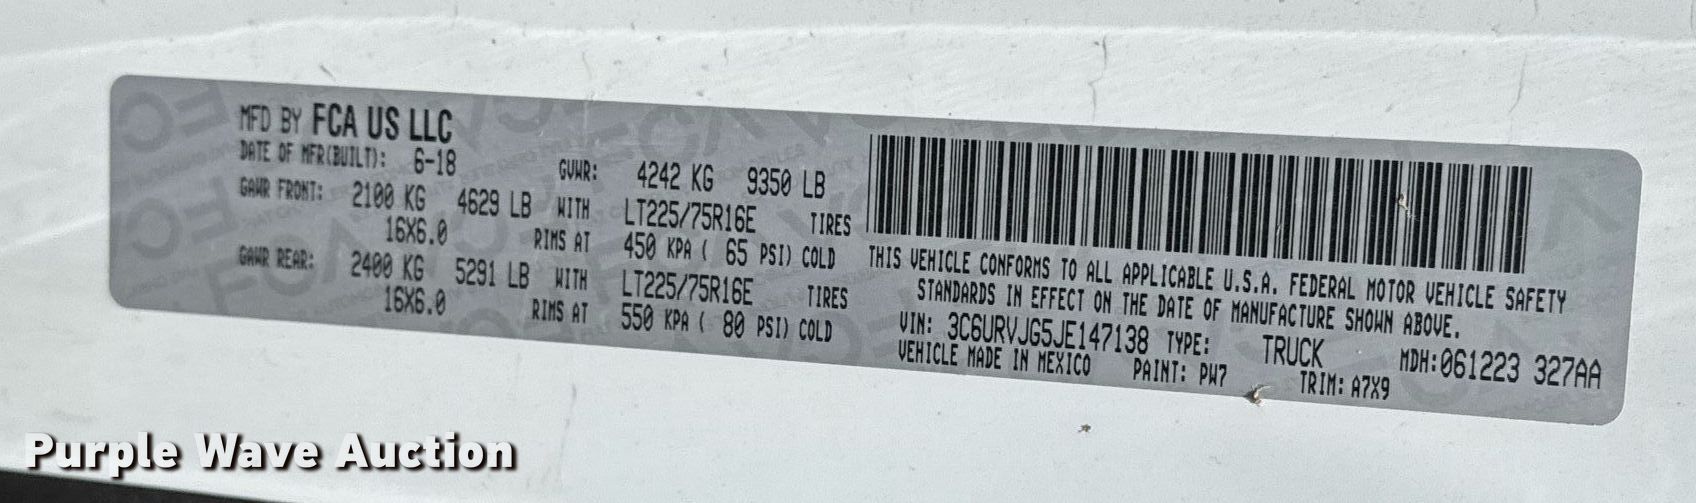 MFD BY FCA US LLC
DATE OF MFR(BUILT): 6-18 GVWR: 4242 KG 9350 LB
GAWR FRONT: 2100 KG 4629 LB WITH LT225/75R16E TIRES
16X6.0 RIMS AT 450 KPA ( 65 PSI) COLD
GAWR REAR: 2400 KG 5291 LB WITH LT225/75R16E TIRES
16X6.0 RIMS AT 550 KPA ( 80 PSI) COLD
THIS VEHICLE CONFORMS TO ALL APPLICABLE U.S.A. FEDERAL MOTOR VEHICLE SAFETY
STANDARDS IN EFFECT ON THE DATE OF MANUFACTURE SHOWN ABOVE.
VIN: 3C6URVJG5JE147138 TYPE: TRUCK MDH:061223 327AA
VEHICLE MADE IN MEXICO PAINT: PW7 TRIM: A7X9
Purple Wave Auction